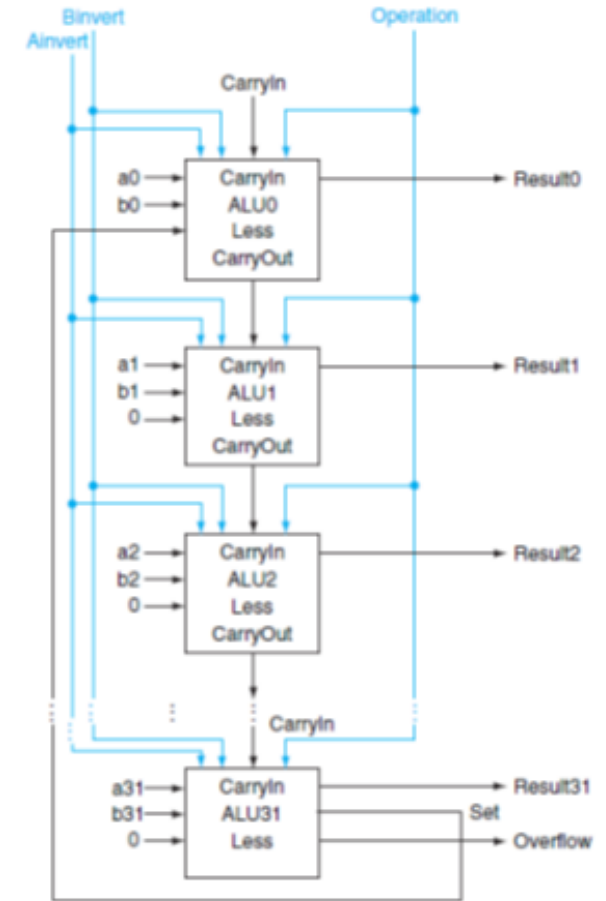 Binvert
Operation
Ainvert
CarryIn
a0
b0
CarryIn
ALU0
Less
CarryOut
Result0
a1
b1
0
CarryIn
ALU1
Less
CarryOut
Result1
a2
b2
0
CarryIn
ALU2
Less
CarryOut
Result2
CarryIn
a31
b31
0
CarryIn
ALU31
Less
Result31
Set
Overflow